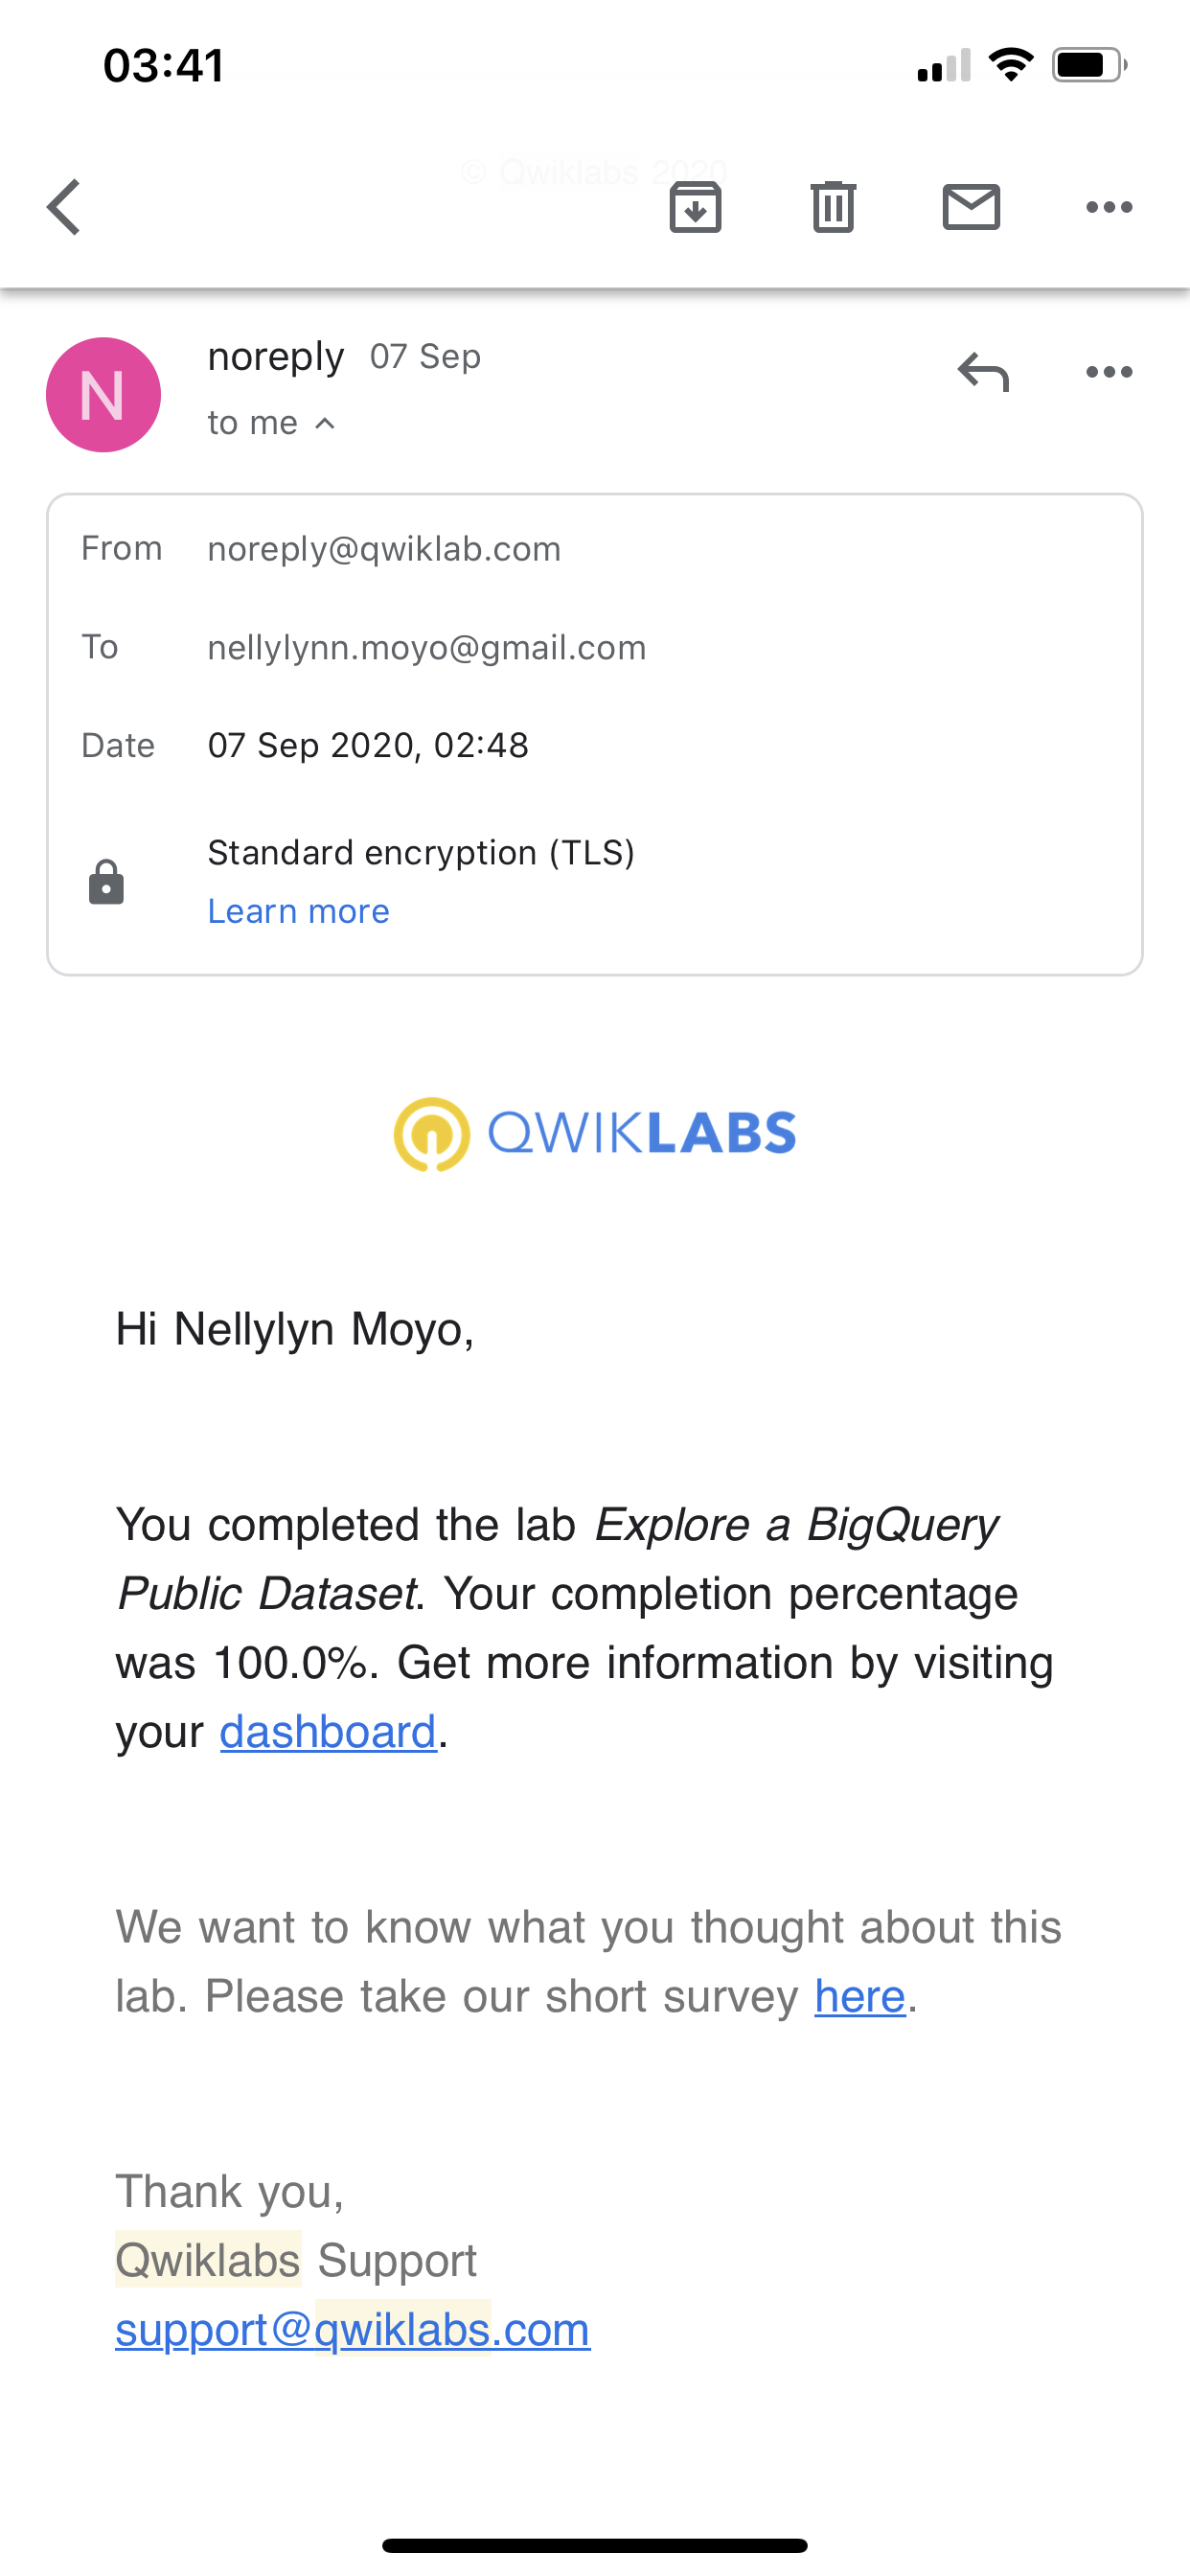 03:41
© Qwiklabs 2020
N
noreply 07 Sep
to me
From noreply@qwiklab.com
To nellylynn.moyo@gmail.com
Date 07 Sep 2020, 02:48
Standard encryption (TLS)
Learn more
QWIKLABS
Hi Nellylyn Moyo,
You completed the lab Explore a BigQuery
Public Dataset. Your completion percentage
was 100.0%. Get more information by visiting
your dashboard.
We want to know what you thought about this
lab. Please take our short survey here.
Thank you,
Qwiklabs Support
support@qwiklabs.com